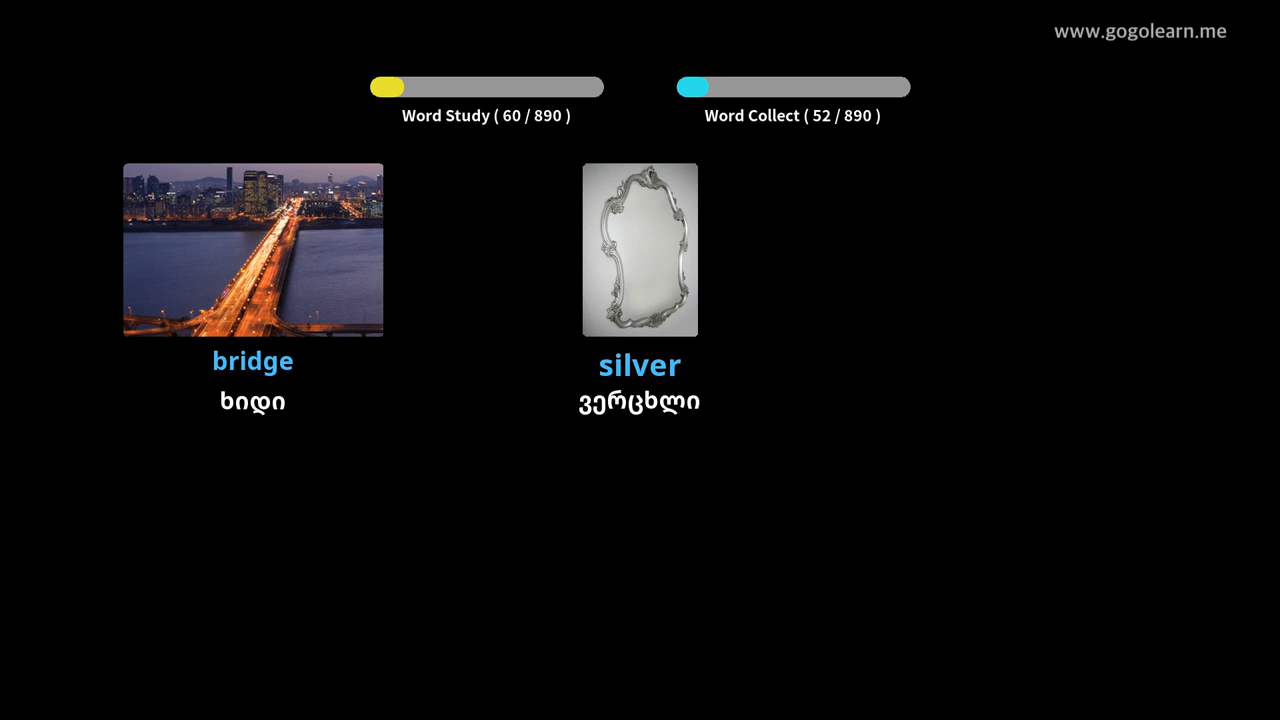 www.gogolearn.me
Word Study ( 60 / 890 )
Word Collect ( 52 / 890 )
bridge
ხიდი
silver
ვერცხლი